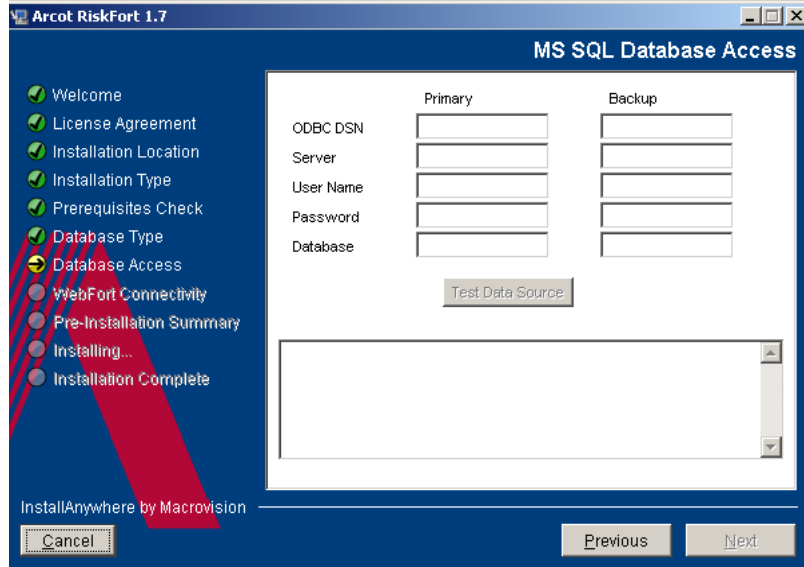 Arcot RiskFort 1.7
MS SQL Database Access
Welcome
License Agreement
Installation Location
Installation Type
Prerequisites Check
Database Type
Database Access
WebFort Connectivity
Pre-Installation Summary
Installing...
Installation Complete
Primary Backup
ODBC DSN
Server
User Name
Password
Database
Test Data Source
InstallAnywhere by Macrovision
Cancel Previous Next